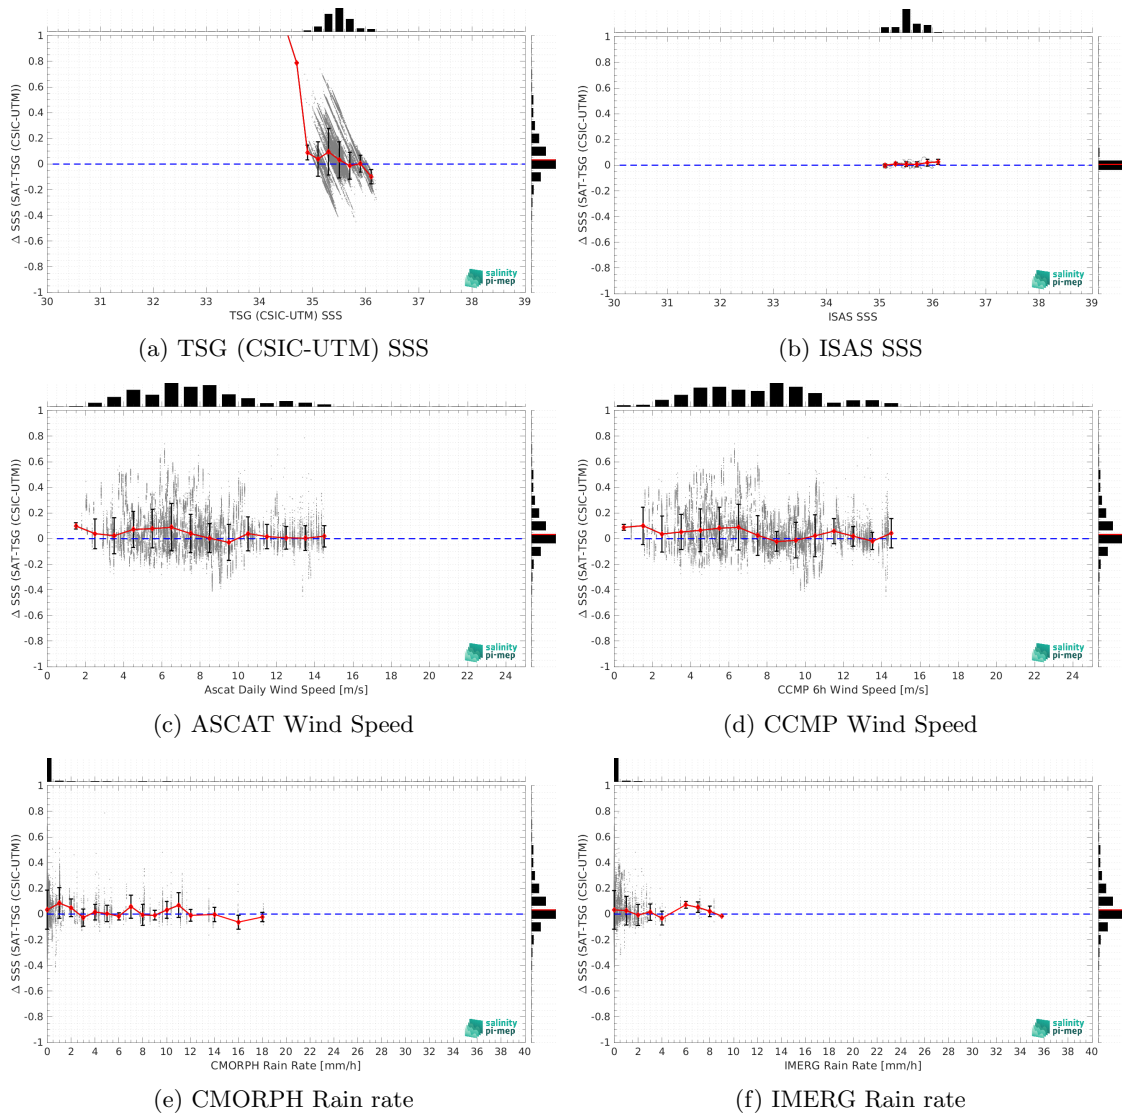 1
0.8
0.6
0.4
0.2
0
-0.2
-0.4
-0.6
-0.8
-1
Δ SSS (SAT-TSG (CSIC-UTM))
30 31 32 33 34 35 36 37 38 39
TSG (CSIC-UTM) SSS
salinity
pi-mep
(a) TSG (CSIC-UTM) SSS
1
0.8
0.6
0.4
0.2
0
-0.2
-0.4
-0.6
-0.8
-1
Δ SSS (SAT-TSG (CSIC-UTM))
30 31 32 33 34 35 36 37 38 39
ISAS SSS
salinity
pi-mep
(b) ISAS SSS
1
0.8
0.6
0.4
0.2
0
-0.2
-0.4
-0.6
-0.8
-1
Δ SSS (SAT-TSG (CSIC-UTM))
0 2 4 6 8 10 12 14 16 18 20 22 24
Ascat Daily Wind Speed [m/s]
salinity
pi-mep
(c) ASCAT Wind Speed
1
0.8
0.6
0.4
0.2
0
-0.2
-0.4
-0.6
-0.8
-1
Δ SSS (SAT-TSG (CSIC-UTM))
0 2 4 6 8 10 12 14 16 18 20 22 24
CCMP 6h Wind Speed [m/s]
salinity
pi-mep
(d) CCMP Wind Speed
1
0.8
0.6
0.4
0.2
0
-0.2
-0.4
-0.6
-0.8
-1
Δ SSS (SAT-TSG (CSIC-UTM))
0 2 4 6 8 10 12 14 16 18 20 22 24 26 28 30 32 34 36 38 40
CMORPH Rain Rate [mm/h]
salinity
pi-mep
(e) CMORPH Rain rate
1
0.8
0.6
0.4
0.2
0
-0.2
-0.4
-0.6
-0.8
-1
Δ SSS (SAT-TSG (CSIC-UTM))
0 2 4 6 8 10 12 14 16 18 20 22 24 26 28 30 32 34 36 38 40
IMERG Rain Rate [mm/h]
salinity
pi-mep
(f) IMERG Rain rate